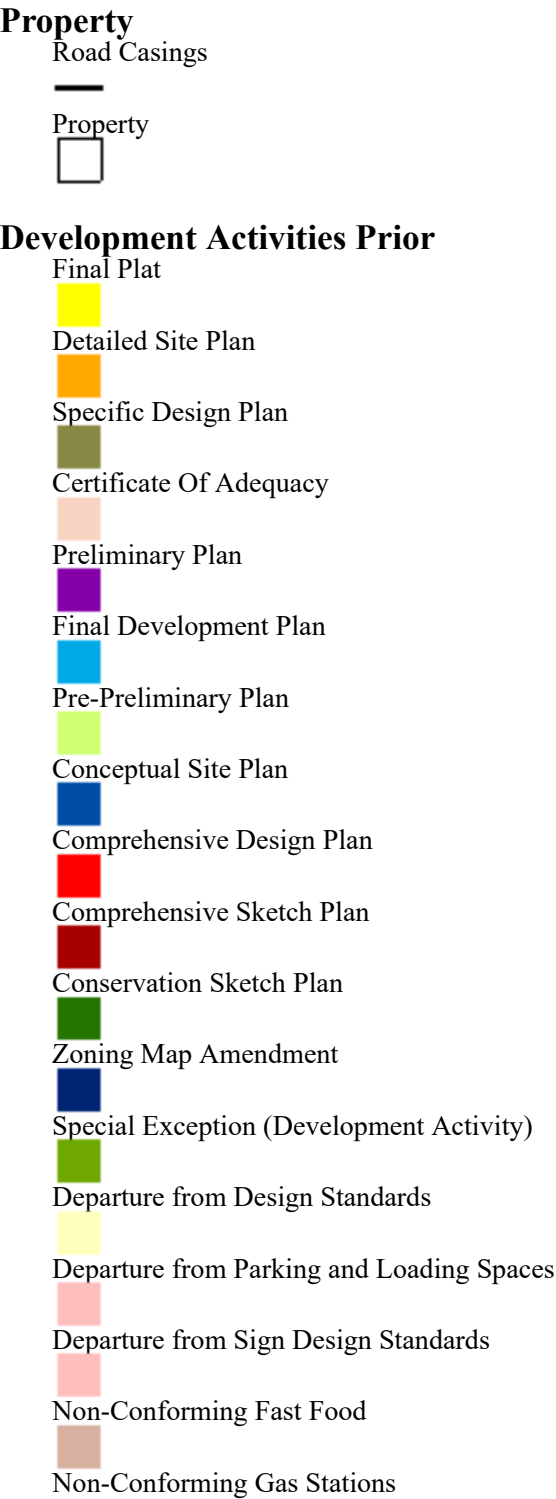 Property
Road Casings
Property
Development Activities Prior
Final Plat
Detailed Site Plan
Specific Design Plan
Certificate Of Adequacy
Preliminary Plan
Final Development Plan
Pre-Preliminary Plan
Conceptual Site Plan
Comprehensive Design Plan
Comprehensive Sketch Plan
Conservation Sketch Plan
Zoning Map Amendment
Special Exception (Development Activity)
Departure from Design Standards
Departure from Parking and Loading Spaces
Departure from Sign Design Standards
Non-Conforming Fast Food
Non-Conforming Gas Stations